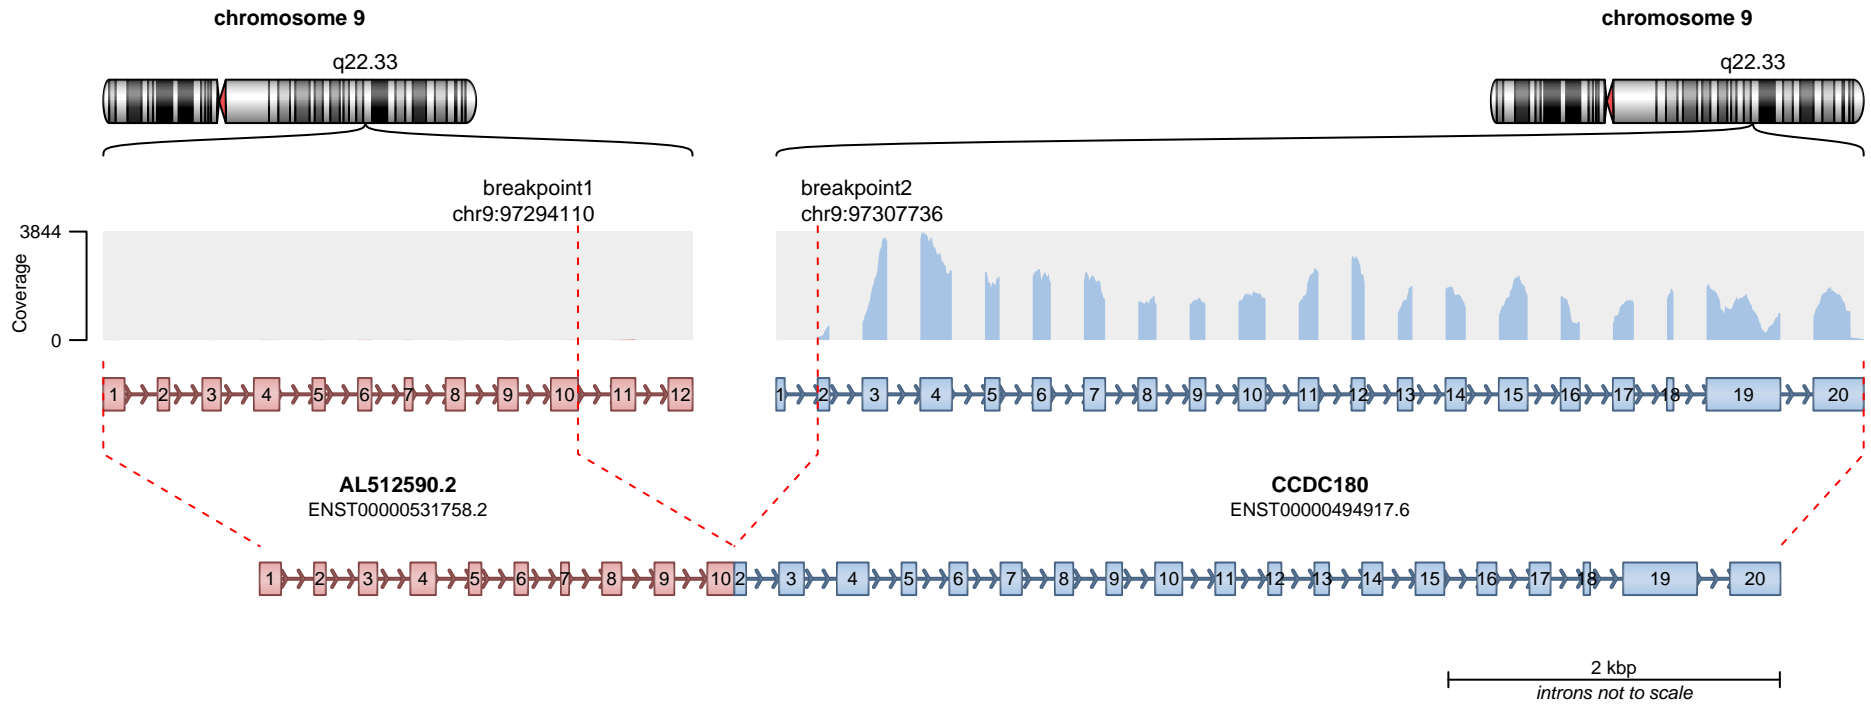 chromosome 9 chromosome 9
q22.33 q22.33
breakpoint1 breakpoint2
chr9:97294110 chr9:97307736
3844
Coverage
0
1 2 3 4 5 6 7 8 9 10 11 12 1 2 3 4 5 6 7 8 9 10 11 12 13 14 15 16 17 18 19 20
AL512590.2 CCDC180
ENST00000531758.2 ENST00000494917.6
1 2 3 4 5 6 7 8 9 10 2 3 4 5 6 7 8 9 10 11 12 13 14 15 16 17 18 19 20
2 kbp
introns not to scale